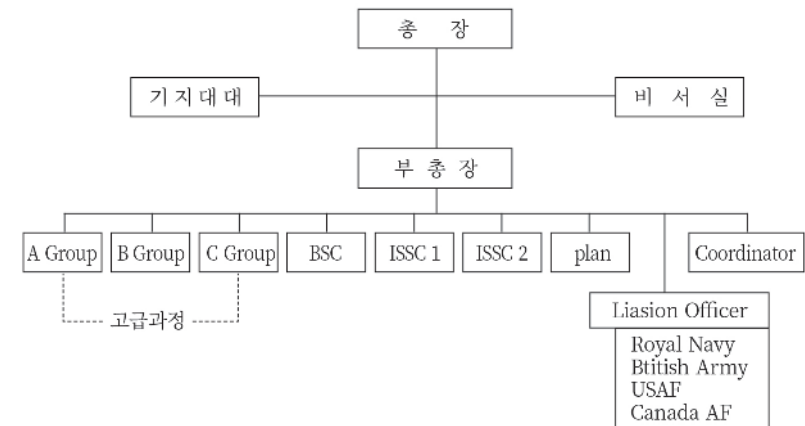 총 장
기지대대
비 서 실
부 총 장
A Group
B Group
C Group
BSC
ISSC 1
ISSC 2
plan
Coordinator
고급과정
Liasion Officer
Royal Navy
Btitish Army
USAF
Canada AF